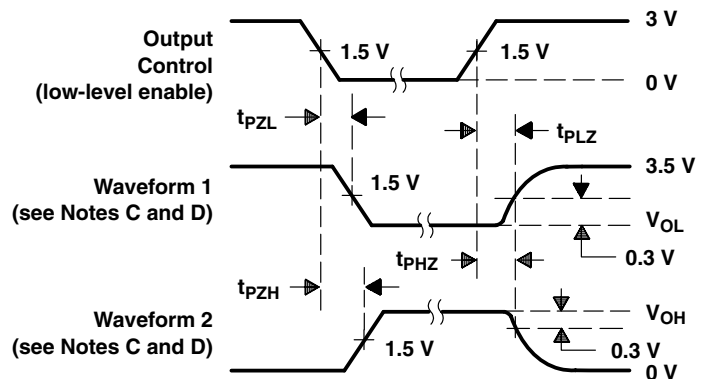 Output
Control
(low-level enable)
3 V
1.5 V
1.5 V
0 V
tPZL
tPLZ
Waveform 1
(see Notes C and D)
3.5 V
1.5 V
VOL
0.3 V
tPHZ
tPZH
Waveform 2
(see Notes C and D)
VOH
1.5 V
0.3 V
0 V